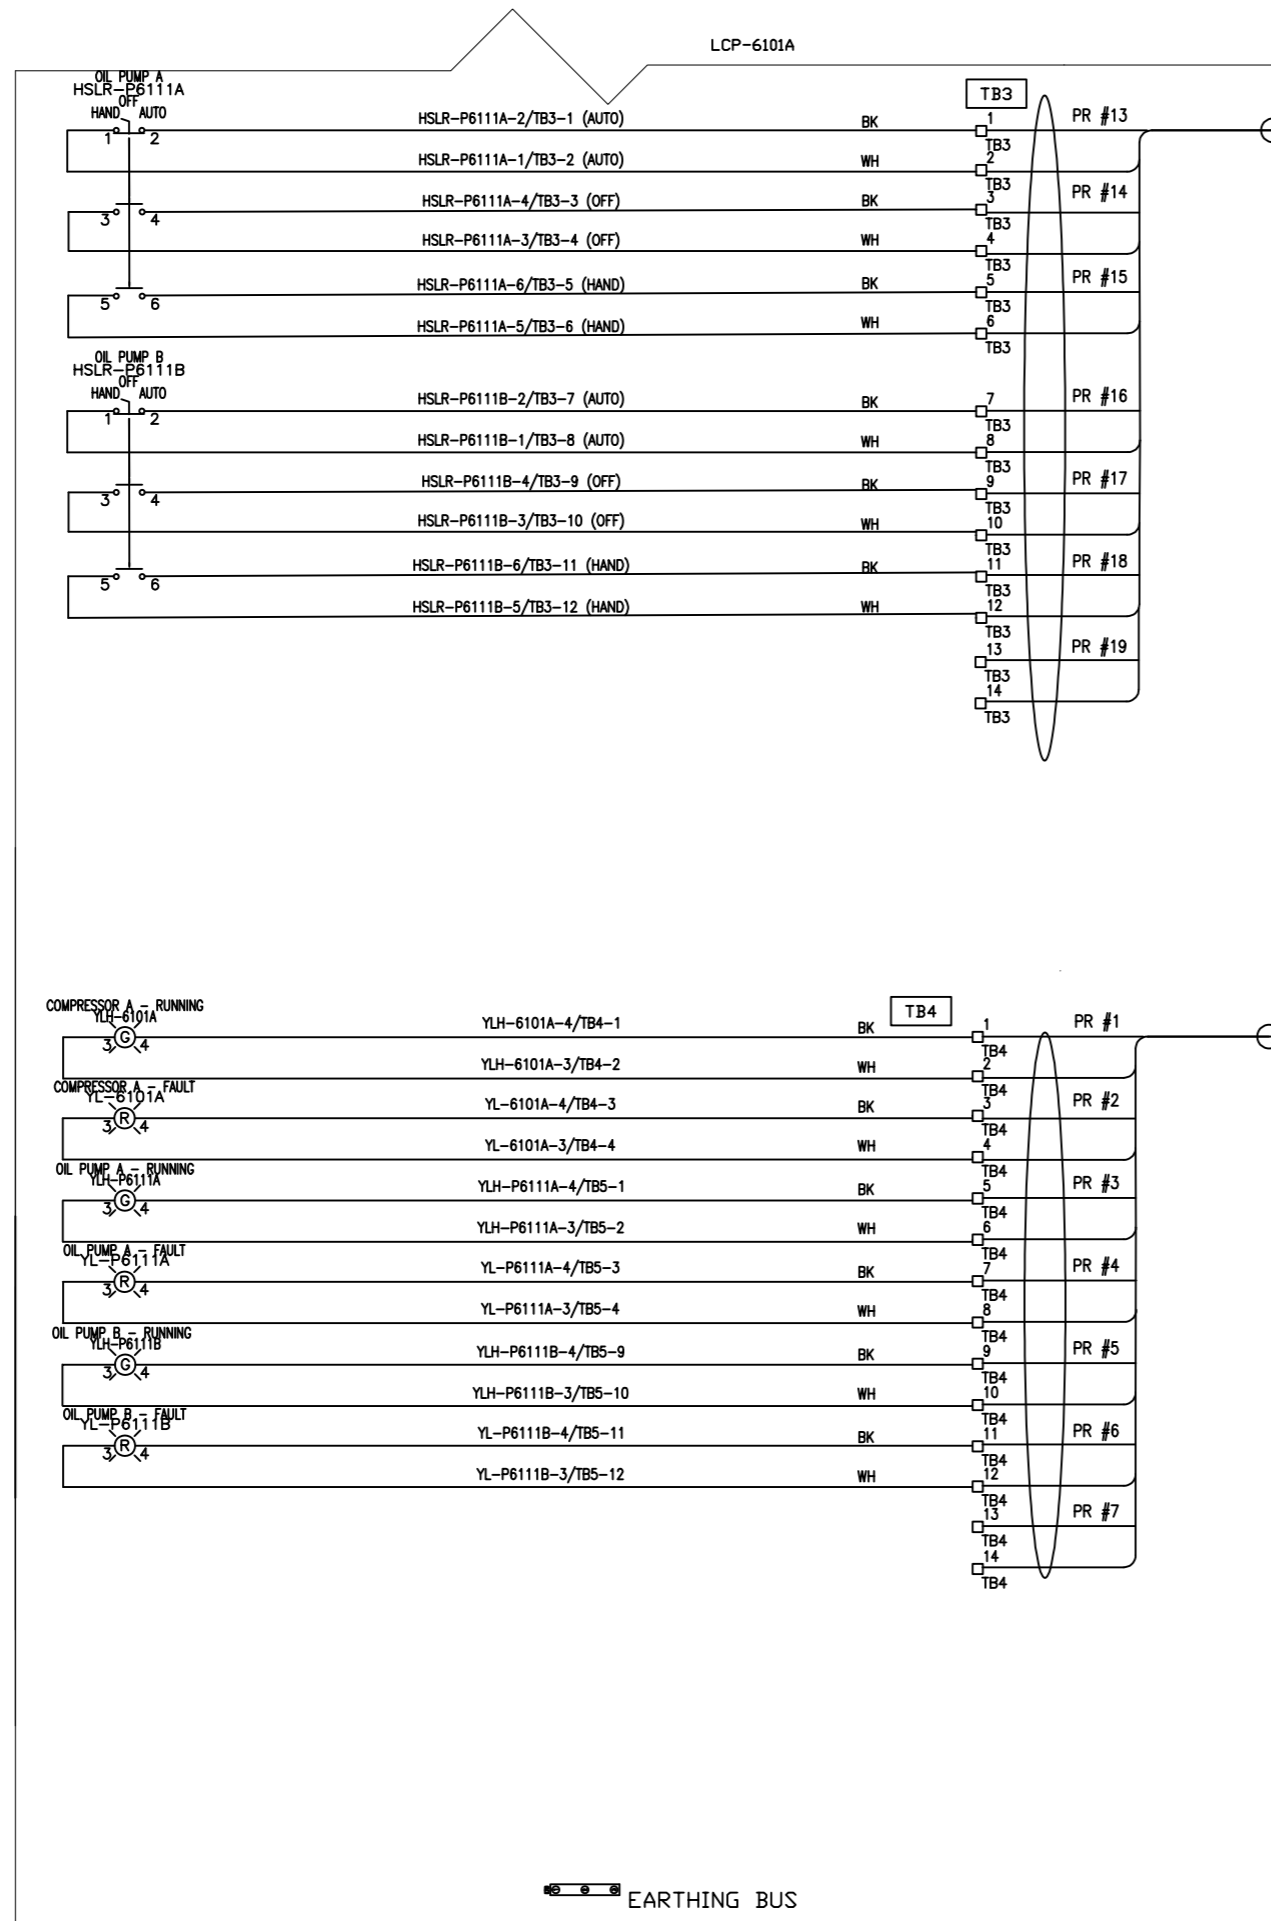 LCP-6101A
OIL PUMP A
HSLR-P6111A
OFF
HAND AUTO
1 2
3 4
5 6
HSLR-P6111A-2/TB3-1 (AUTO) BK
HSLR-P6111A-1/TB3-2 (AUTO) WH
HSLR-P6111A-4/TB3-3 (OFF) BK
HSLR-P6111A-3/TB3-4 (OFF) WH
HSLR-P6111A-6/TB3-5 (HAND) BK
HSLR-P6111A-5/TB3-6 (HAND) WH
TB3
1 PR #13
TB3
2
TB3
3 PR #14
TB3
4
TB3
5 PR #15
TB3
6
TB3
OIL PUMP B
HSLR-P6111B
OFF
HAND AUTO
1 2
3 4
5 6
HSLR-P6111B-2/TB3-7 (AUTO) BK
HSLR-P6111B-1/TB3-8 (AUTO) WH
HSLR-P6111B-4/TB3-9 (OFF) BK
HSLR-P6111B-3/TB3-10 (OFF) WH
HSLR-P6111B-6/TB3-11 (HAND) BK
HSLR-P6111B-5/TB3-12 (HAND) WH
7 PR #16
TB3
8
TB3
9 PR #17
TB3
10
TB3
11 PR #18
TB3
12
TB3
13 PR #19
TB3
14
TB3
COMPRESSOR A - RUNNING
YLH-6101A
3 G 4
YLH-6101A-4/TB4-1 BK
YLH-6101A-3/TB4-2 WH
COMPRESSOR A - FAULT
YL-6101A
3 R 4
YL-6101A-4/TB4-3 BK
YL-6101A-3/TB4-4 WH
OIL PUMP A - RUNNING
YLH-P6111A
3 G 4
YLH-P6111A-4/TB5-1 BK
YLH-P6111A-3/TB5-2 WH
OIL PUMP A - FAULT
YL-P6111A
3 R 4
YL-P6111A-4/TB5-3 BK
YL-P6111A-3/TB5-4 WH
OIL PUMP B - RUNNING
YLH-P6111B
3 G 4
YLH-P6111B-4/TB5-9 BK
YLH-P6111B-3/TB5-10 WH
OIL PUMP B - FAULT
YL-P6111B
3 R 4
YL-P6111B-4/TB5-11 BK
YL-P6111B-3/TB5-12 WH
TB4
1 PR #1
TB4
2
TB4
3 PR #2
TB4
4
TB4
5 PR #3
TB4
6
TB4
7 PR #4
TB4
8
TB4
9 PR #5
TB4
10
TB4
11 PR #6
TB4
12
TB4
13 PR #7
TB4
14
TB4
EARTHING BUS